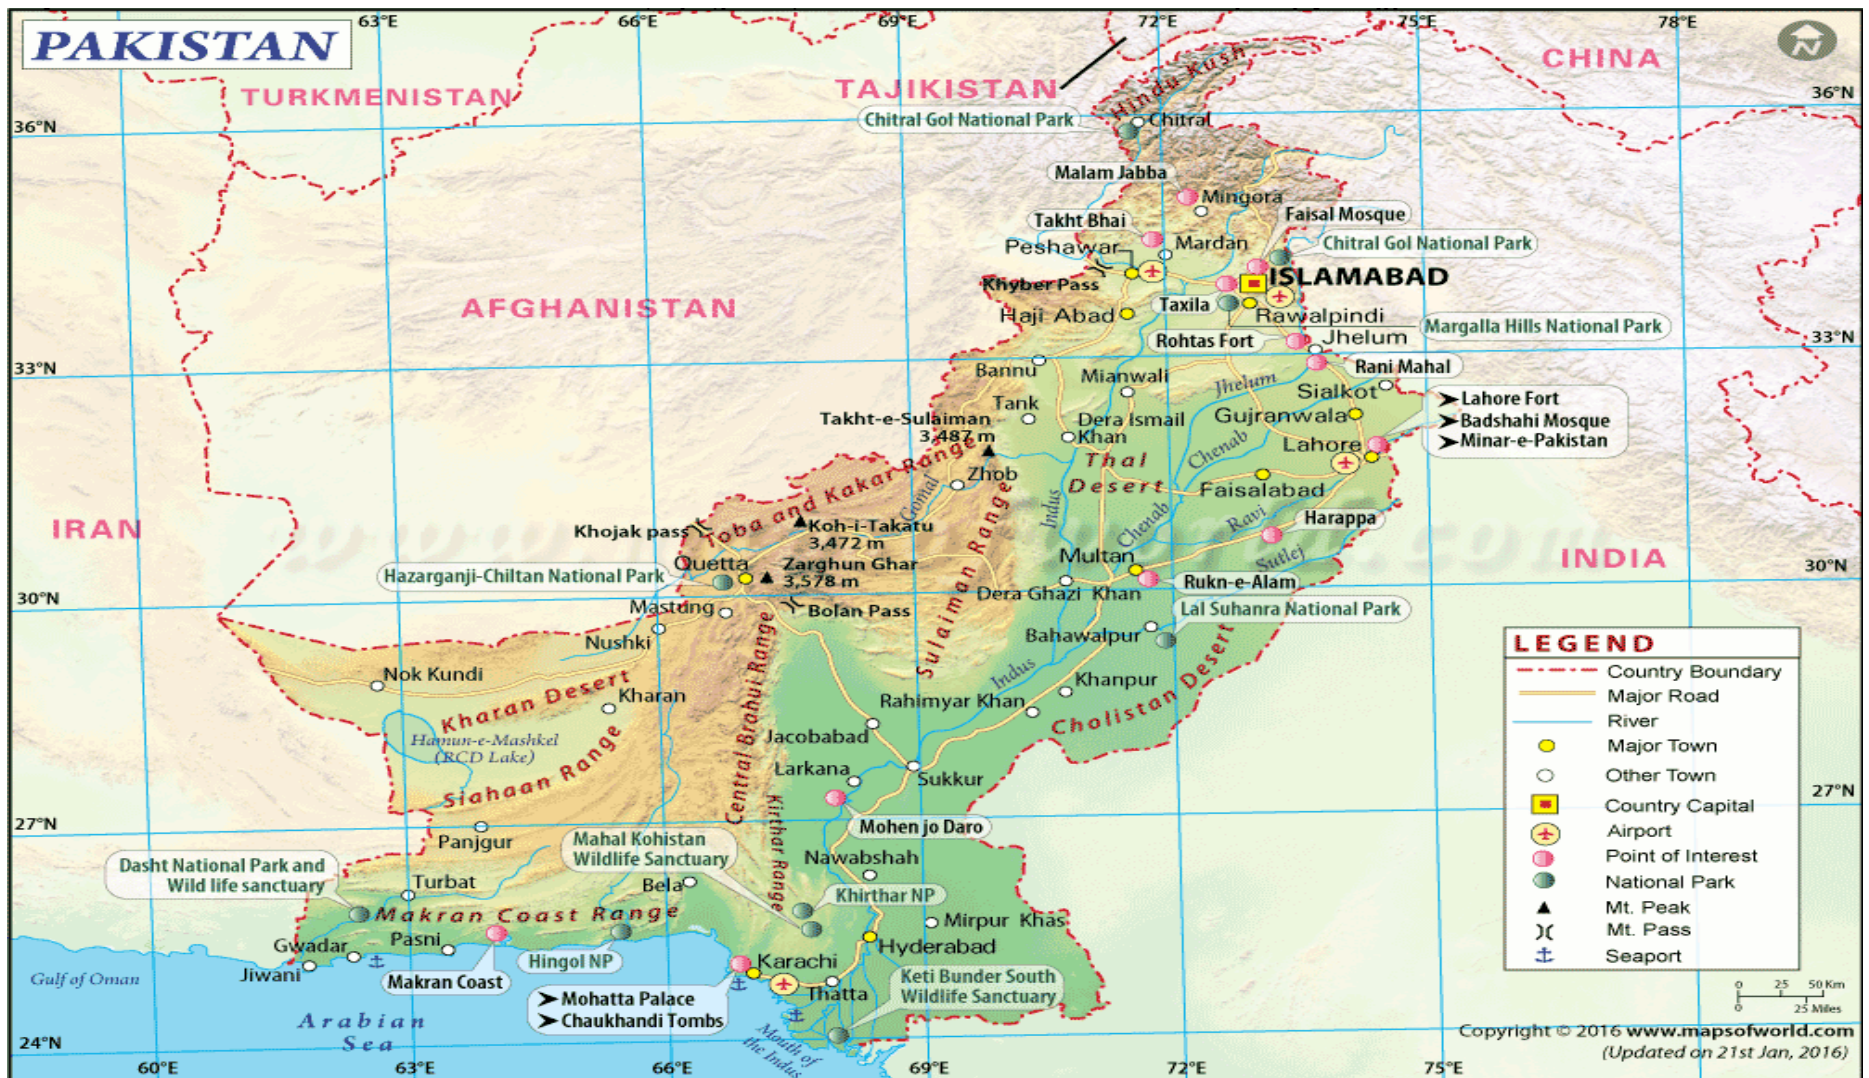 63°E 66°E 69°E 72°E 75°E 78°E
PAKISTAN
N
CHINA
TURKMENISTAN
TAJIKISTAN
Hindu Kush
36°N
36°N
Chitral Gol National Park
Chitral
Malam Jabba
Mingora
Takht Bhai
Faisal Mosque
Peshawar
Mardan
Chitral Gol National Park
Khyber Pass
ISLAMABAD
AFGHANISTAN
Taxila
Haji Abad
Rawalpindi
Margalla Hills National Park
Rohtas Fort
Jhelum
33°N
33°N
Bannu
Mianwali
Jhelum
Rani Mahal
Sialkot
Tank
Takht-e-Sulaiman
3,487 m
Dera Ismail
Khan
Gujranwala
Lahore Fort
Badshahi Mosque
Minar-e-Pakistan
Chenab
Lahore
Thal
Desert
Zhob
Gomal
Indus
Faisalabad
Toba and Kakar Range
Sulaiman Range
Chenab
Ravi
Harappa
IRAN
Khojak pass
Koh-i-Takatu
3,472 m
Multan
Sutlej
INDIA
Quetta
Zarghun Ghar
3,578 m
Hazarganji-Chiltan National Park
Rukn-e-Alam
30°N
30°N
Dera Ghazi Khan
Mastung
Bolan Pass
Lal Suhanra National Park
Nushki
Bahawalpur
Nok Kundi
Kharan Desert
Kharan
Central Brahui Range
Indus
Khanpur
Rahimyar Khan
Cholistan Desert
Hamun-e-Mashkel
(RCD Lake)
Siahaan Range
Jacobabad
Larkana
Sukkur
Kirthar Range
27°N
27°N
Mohen jo Daro
Panjgur
Mahal Kohistan
Wildlife Sanctuary
Nawabshah
Dasht National Park and
Wild life sanctuary
Turbat
Bela
Khirthar NP
Makran Coast Range
Mirpur Khas
Gwadar
Pasni
Hyderabad
Jiwani
Makran Coast
Hingol NP
Karachi
Keti Bunder South
Wildlife Sanctuary
Gulf of Oman
Thatta
Mohatta Palace
Chaukhandi Tombs
Arabian
Sea
Mouth of
the Indus
24°N
LEGEND
Country Boundary
Major Road
River
Major Town
Other Town
Country Capital
Airport
Point of Interest
National Park
Mt. Peak
Mt. Pass
Seaport
0 25 50 Km
0 25 Miles
Copyright © 2016 www.mapsofworld.com
(Updated on 21st Jan, 2016)
60°E 63°E 66°E 69°E 72°E 75°E